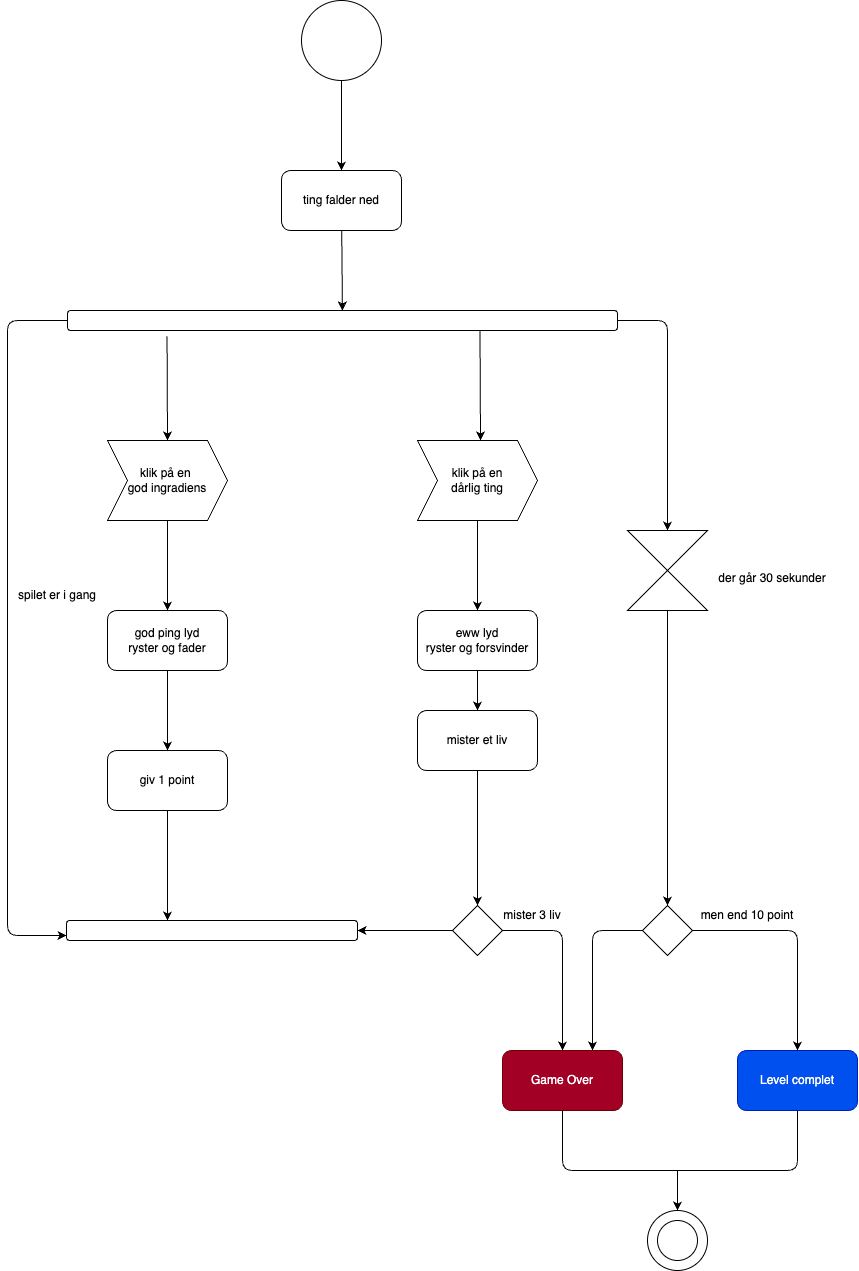 ting falder ned
klik på en
god ingradiens
klik på en
dårlig ting
der går 30 sekunder
spilet er i gang
god ping lyd
ryster og fader
eww lyd
ryster og forsvinder
mister et liv
giv 1 point
mister 3 liv
men end 10 point
Game Over
Level complet